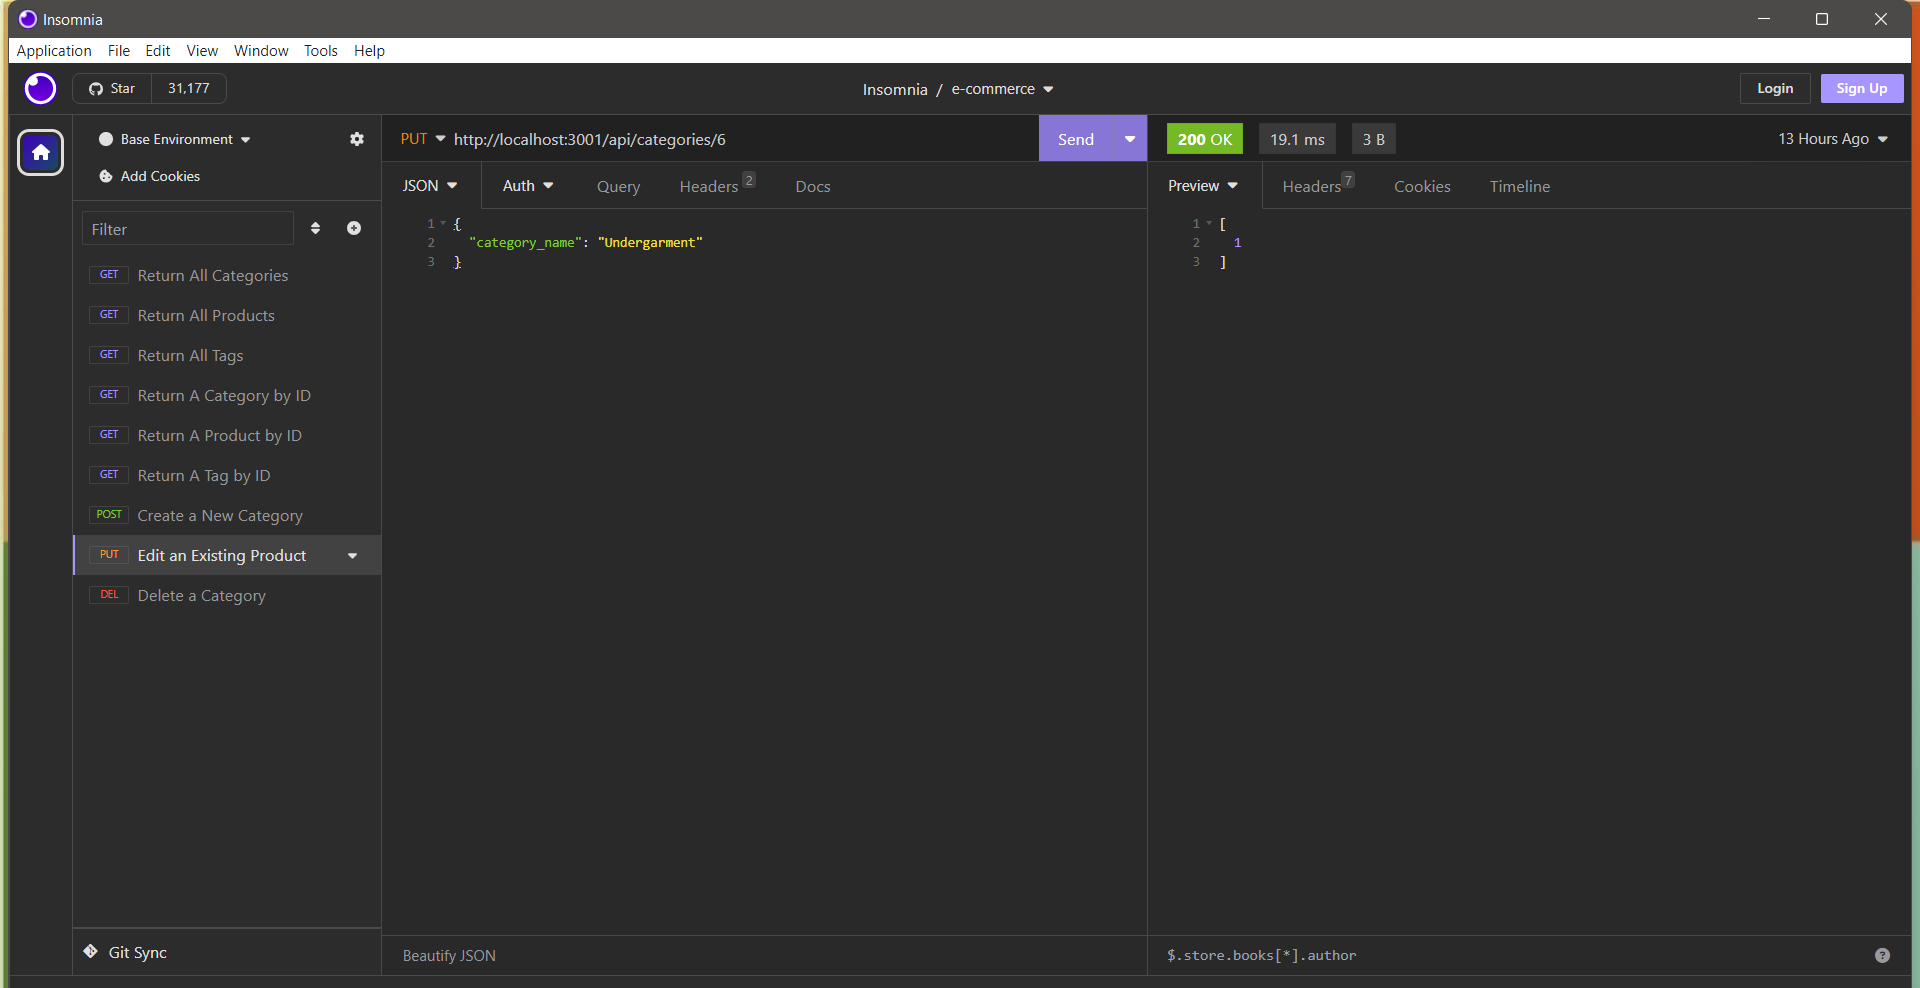 Insomnia
Application File Edit View Window Tools Help
Star 31,177
Insomnia / e-commerce
Login Sign Up
Base Environment
Add Cookies
Filter
GET Return All Categories
GET Return All Products
GET Return All Tags
GET Return A Category by ID
GET Return A Product by ID
GET Return A Tag by ID
POST Create a New Category
PUT Edit an Existing Product
DEL Delete a Category
Git Sync
PUT http://localhost:3001/api/categories/6 Send
JSON Auth Query Headers 2 Docs
1 {
2 "category_name": "Undergarment"
3 }
Beautify JSON
200 OK 19.1 ms 3 B 13 Hours Ago
Preview Headers 7 Cookies Timeline
1 [
2 1
3 ]
$.store.books[*].author
?